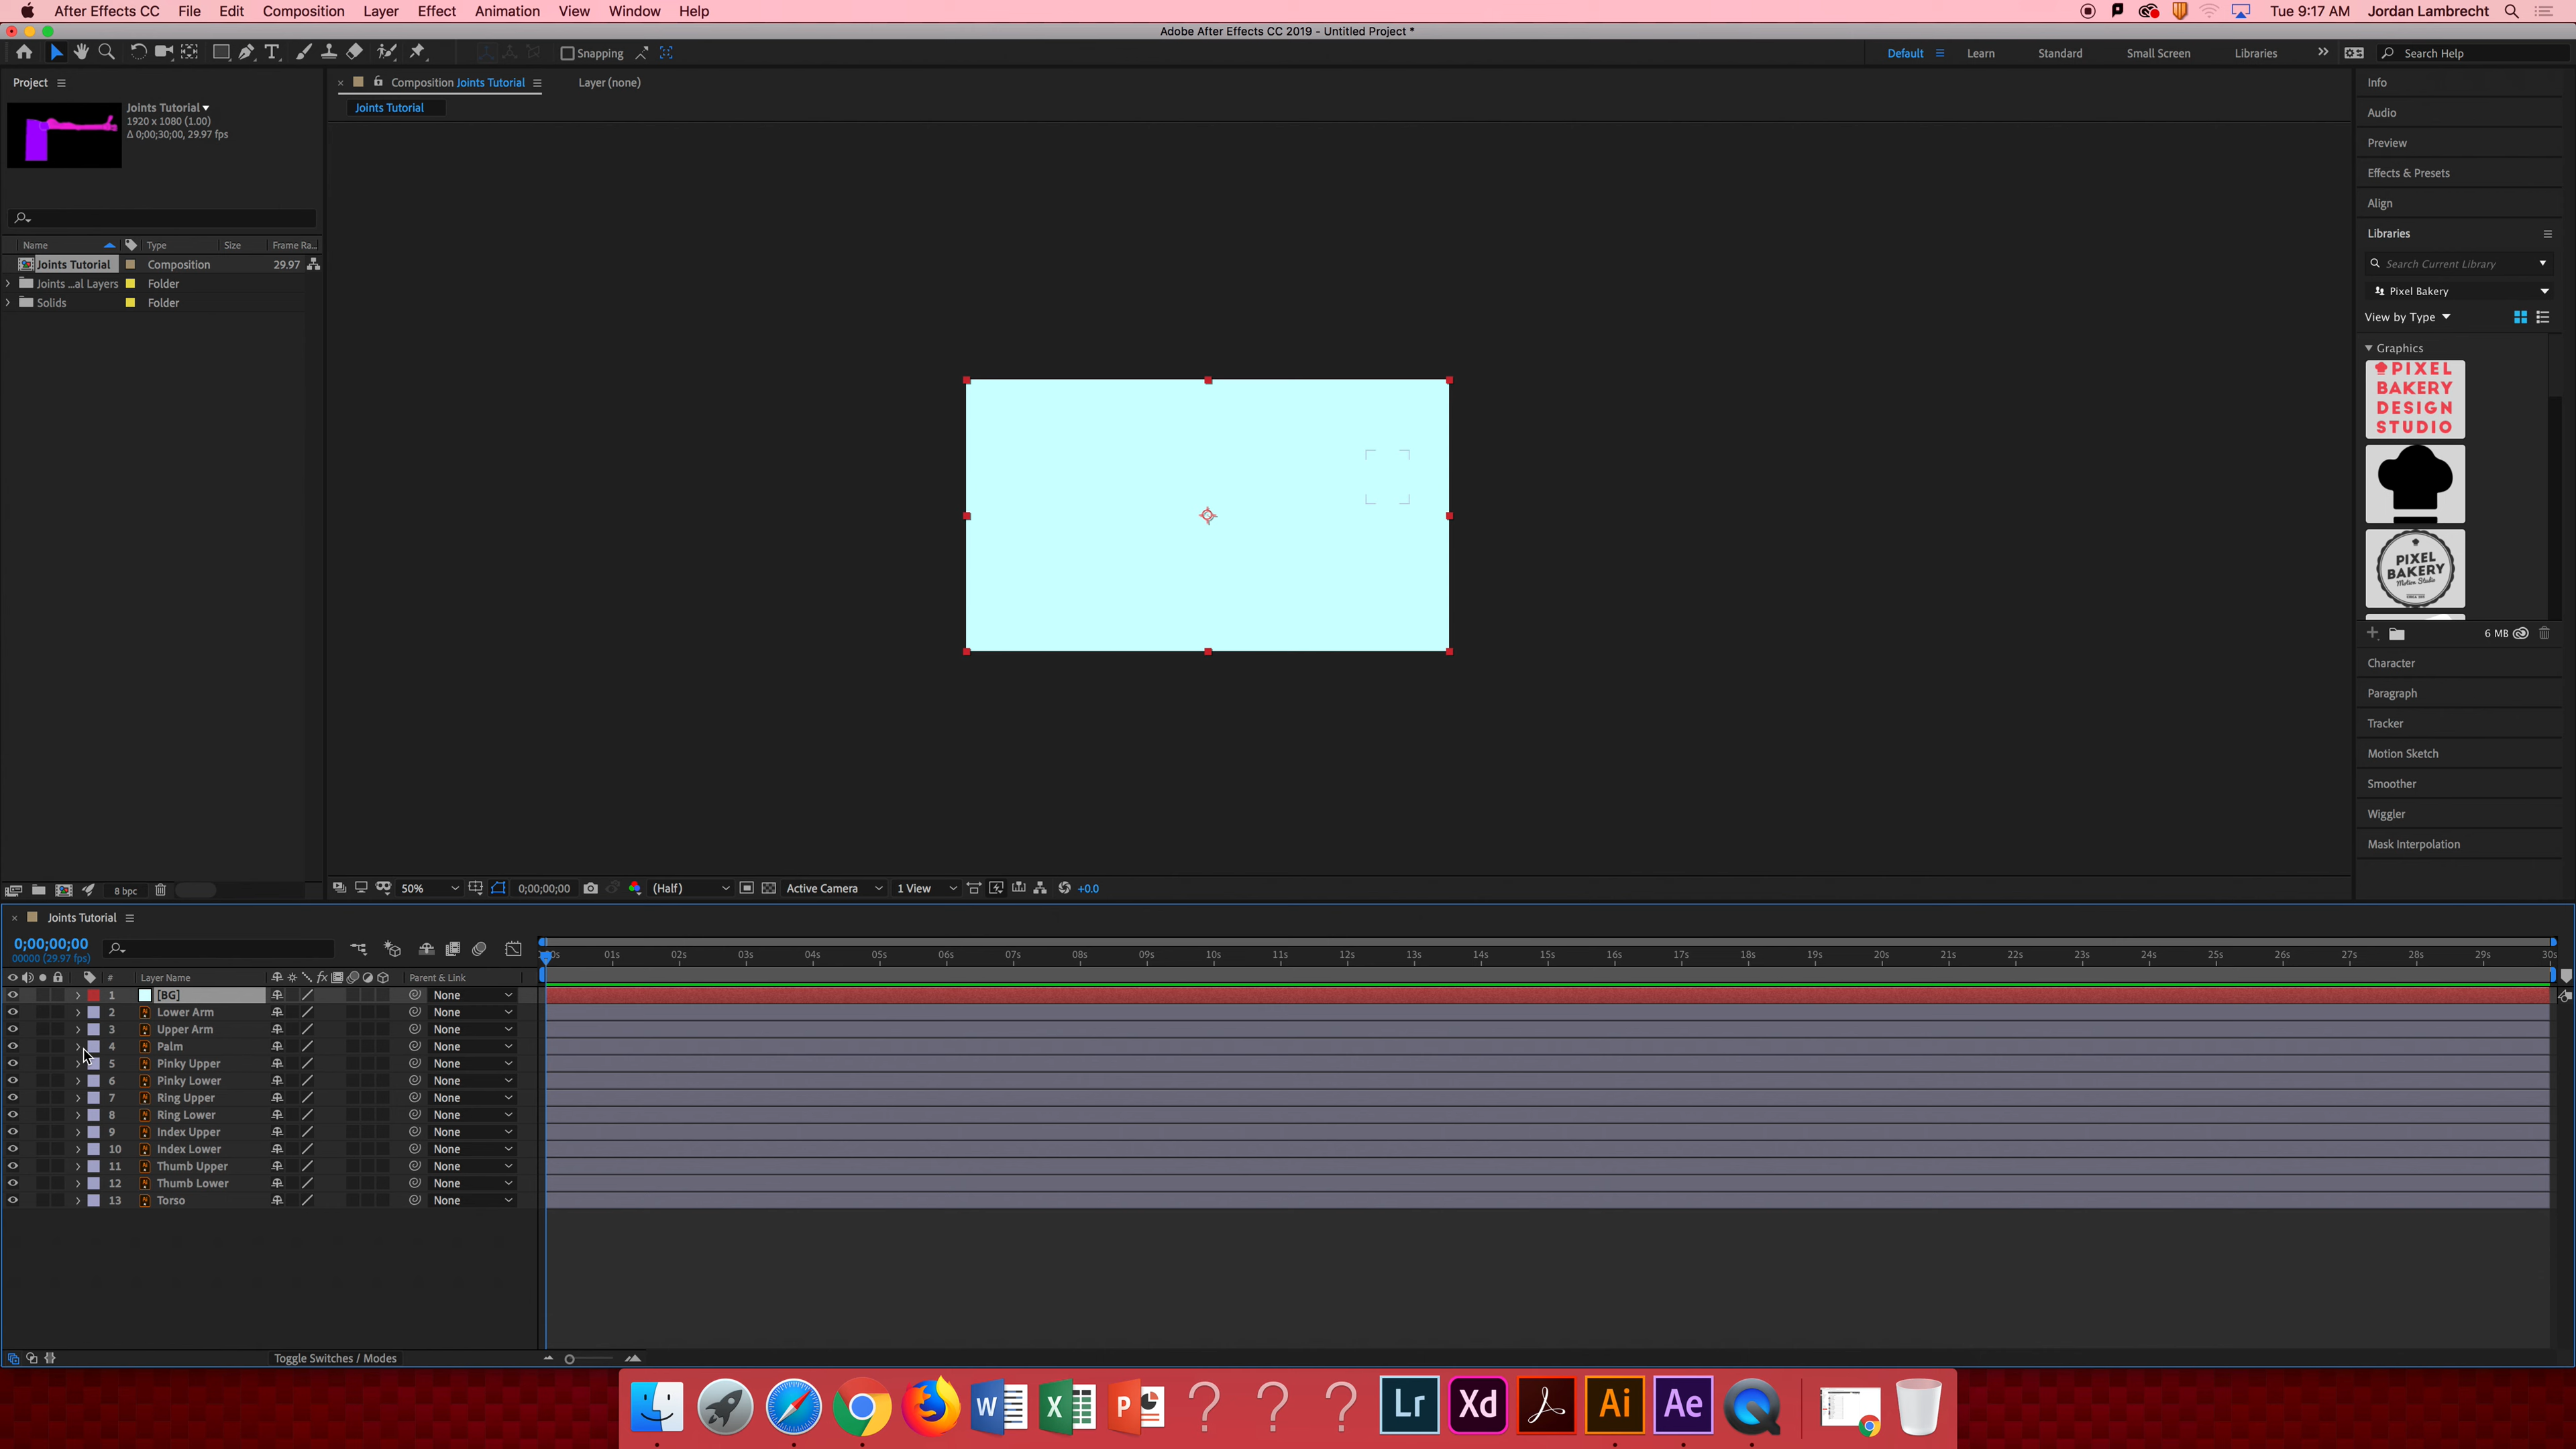 After Effects CC File Edit Composition Layer Effect Animation View Window Help Tue 9:17 AM Jordan Lambrecht
Adobe After Effects CC 2019 - Untitled Project *
T Snapping Default Learn Standard Small Screen Libraries Search Help
Project
Joints Tutorial
1920 x 1080 (1.00)
Δ 0;00;30;00, 29.97 fps
Name Type Size Frame Ra...
Joints Tutorial Composition 29.97
Joints ...al Layers Folder
Solids Folder
8 bpc
Composition Joints Tutorial Layer (none)
Joints Tutorial
50% 0;00;00;00 (Half) Active Camera 1 View +0.0
Info
Audio
Preview
Effects & Presets
Align
Libraries
Search Current Library
Pixel Bakery
View by Type
Graphics
PIXEL
BAKERY
DESIGN
STUDIO
PIXEL
BAKERY
Motion Studio
6 MB
Character
Paragraph
Tracker
Motion Sketch
Smoother
Wiggler
Mask Interpolation
Joints Tutorial
0;00;00;00
00000 (29.97 fps)
01s 02s 03s 04s 05s 06s 07s 08s 09s 10s 11s 12s 13s 14s 15s 16s 17s 18s 19s 20s 21s 22s 23s 24s 25s 26s 27s 28s 29s 30s
# Layer Name fx Parent & Link
1 [BG] None
2 Lower Arm None
3 Upper Arm None
4 Palm None
5 Pinky Upper None
6 Pinky Lower None
7 Ring Upper None
8 Ring Lower None
9 Index Upper None
10 Index Lower None
11 Thumb Upper None
12 Thumb Lower None
13 Torso None
Toggle Switches / Modes
W X P ? ? ? Lr Xd Ai Ae